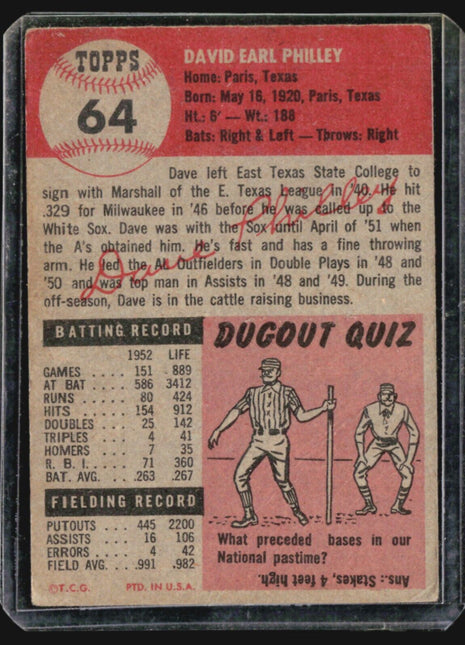 TOPPS
64
DAVID EARL PHILLEY
Home: Paris, Texas
Born: May 16, 1920, Paris, Texas
Ht.: 6' — Wt.: 188
Bats: Right & Left — Throws: Right
Dave left East Texas State College to
sign with Marshall of the E. Texas League in '40. He hit
.329 for Milwaukee in '46 before he was called up to the
White Sox. Dave was with the Sox until April of '51 when
the A's obtained him. He's fast and has a fine throwing
arm. He led the AL Outfielders in Double Plays in '48 and
'50 and was top man in Assists in '48 and '49. During the
off-season, Dave is in the cattle raising business.
Dave Philley
BATTING RECORD
1952 LIFE
GAMES .... 151 889
AT BAT .... 586 3412
RUNS ..... 80 424
HITS ..... 154 912
DOUBLES ... 25 142
TRIPLES .... 4 41
HOMERS .... 7 35
R. B. I. ..... 71 360
BAT. AVG. .. .263 .267
FIELDING RECORD
PUTOUTS ... 445 2200
ASSISTS .... 16 106
ERRORS .... 4 42
FIELD AVG. .. .991 .982
©T.C.G. PTD. IN U.S.A.
DUGOUT QUIZ
What preceded bases in our
National pastime?
Ans.: Stakes, 4 feet high.